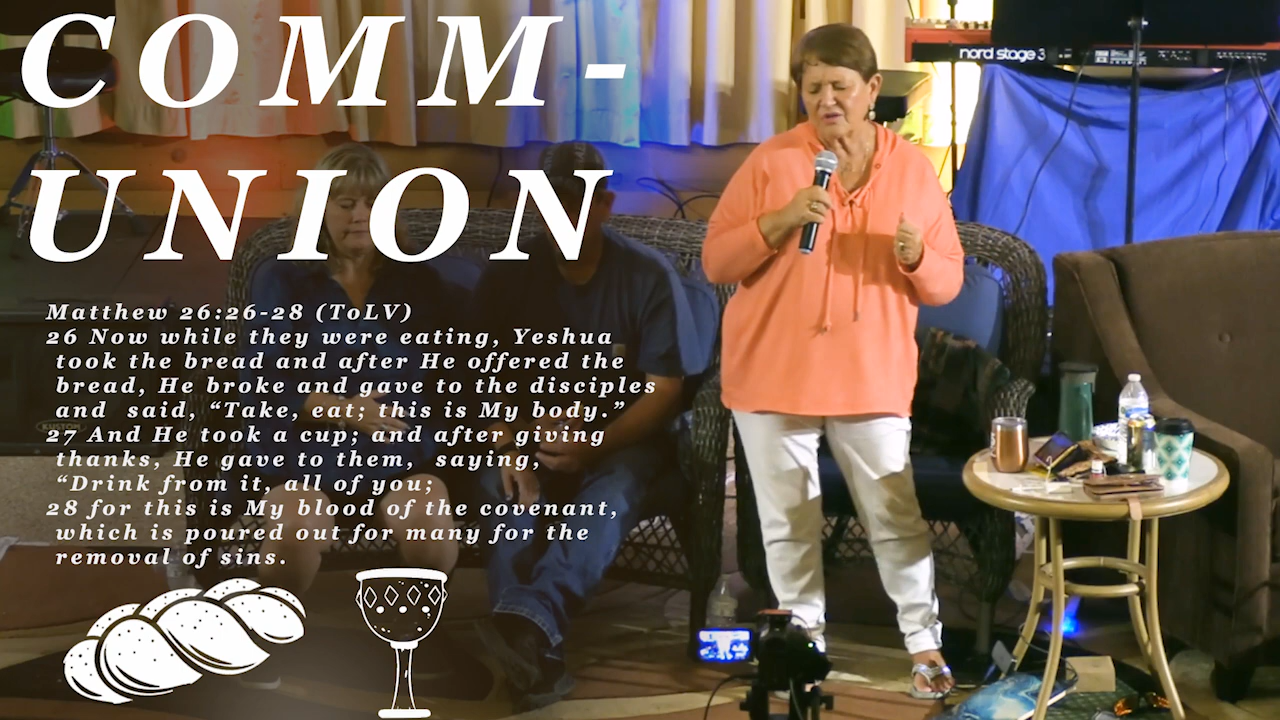 COMM-
UNION
nord stage 3
Matthew 26:26-28 (ToLV)
26 Now while they were eating, Yeshua
took the bread and after He offered the
bread, He broke and gave to the disciples
and said, “Take, eat; this is My body.”
27 And He took a cup; and after giving
thanks, He gave to them, saying,
“Drink from it, all of you;
28 for this is My blood of the covenant,
which is poured out for many for the
removal of sins.
KUSTOM